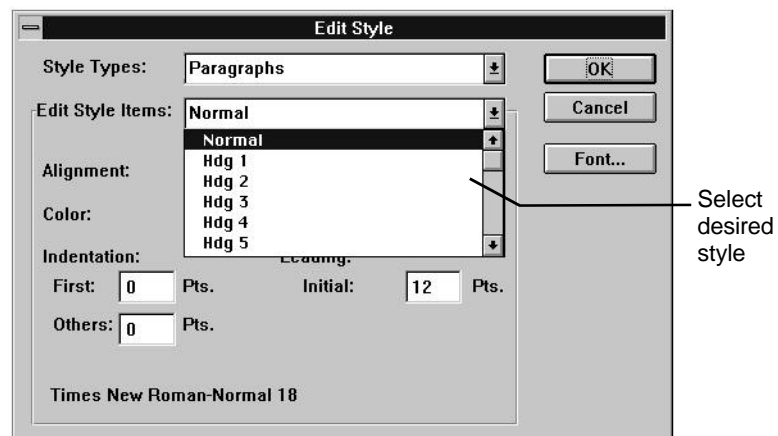 Edit Style
Style Types: Paragraphs
OK
Edit Style Items: Normal
Cancel
Normal
Hdg 1
Font...
Hdg 2
Alignment:
Hdg 3
Color:
Hdg 4
Hdg 5
Select
desired
style
Indentation: Leading:
First: 0 Pts. Initial: 12 Pts.
Others: 0 Pts.
Times New Roman-Normal 18